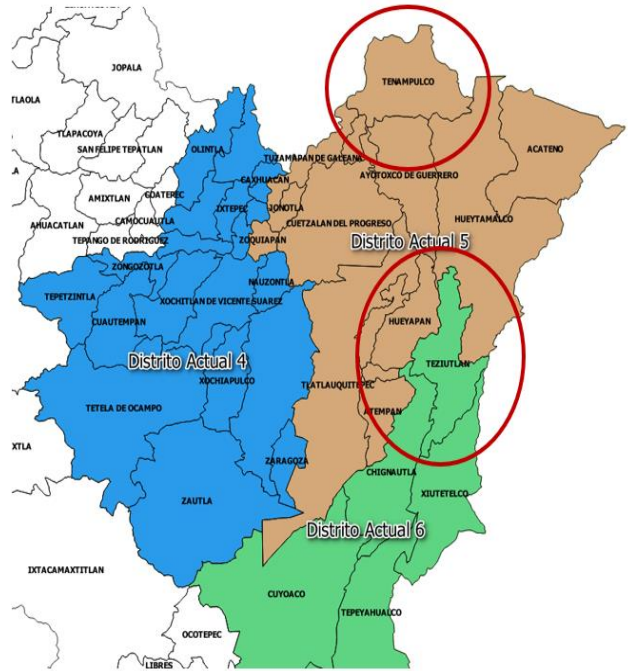 JOPALA
TENAMPULCO
TLAOLA
TLAPACOYA
SAN FELIPE TEPATLAN
OLINTLA
TUZAMAPAN DE GALEANA
ACATENO
AMIXTLAN
COATEPEC
CAXHUACAN
AYOTOXCO DE GUERRERO
IXTEPEC
JONOTLA
AHUACATLAN
CAMOCUAUTLA
CUETZALAN DEL PROGRESO
HUEYTAMALCO
TEPANGO DE RODRIGUEZ
ZOQUIAPAN
Distrito Actual 5
ZONGOZOTLA
NAUZONTLA
TEPETZINTLA
XOCHITLAN DE VICENTE SUAREZ
CUAUTEMPAN
HUEYAPAN
TEZIUTLAN
Distrito Actual 4
XOCHIAPULCO
TLATLAUQUITEPEC
TETELA DE OCAMPO
ATEMPAN
XTLA
ZARAGOZA
CHIGNAUTLA
XIUTETELCO
ZAUTLA
Distrito Actual 6
IXTACAMAXTITLAN
CUYOACO
TEPEYAHUALCO
OCOTEPEC
LIBRES